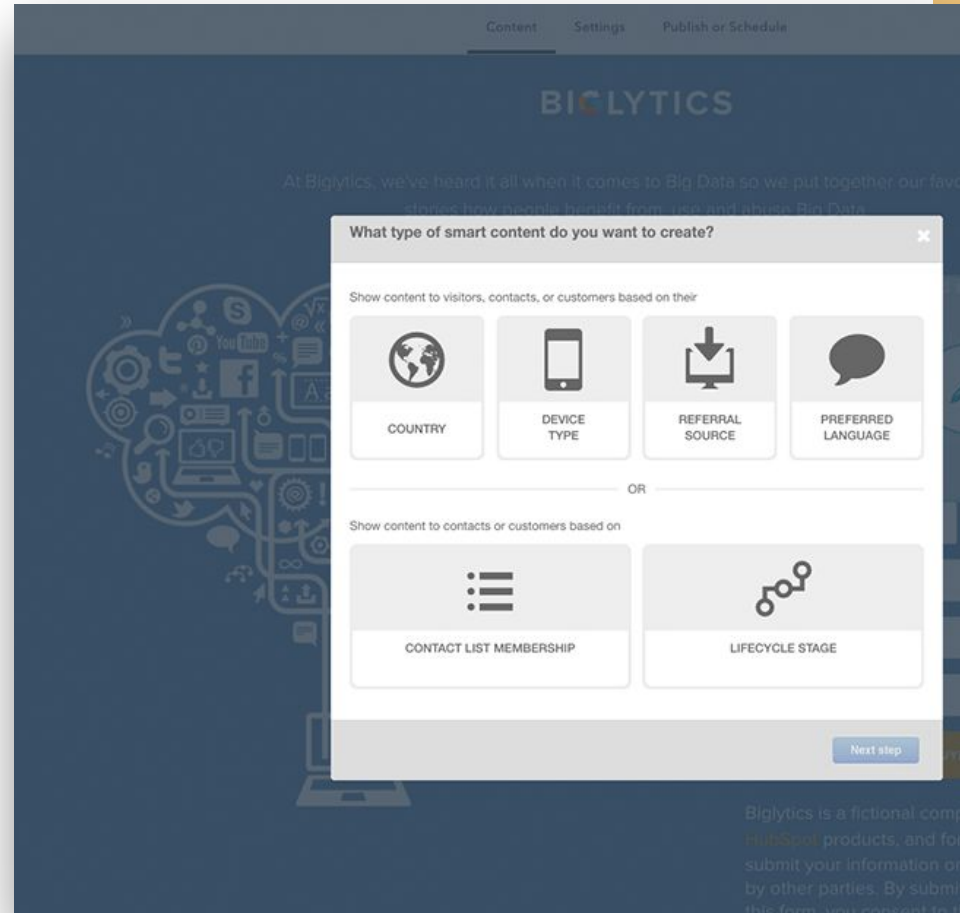 Content Settings Publish or Schedule
BIGLYTICS
At Biglytics, we've heard it all when it comes to Big Data so we put together our
stories how people benefit from, use and abuse Big Data
What type of smart content do you want to create?
Show content to visitors, contacts, or customers based on their
You Tube
COUNTRY
DEVICE
TYPE
REFERRAL
SOURCE
PREFERRED
LANGUAGE
OR
Show content to contacts or customers based on
CONTACT LIST MEMBERSHIP
LIFECYCLE STAGE
Next step
Biglytics is a fictional
HubSpot products, and
submit your information
by other parties. By
this form, you consent to